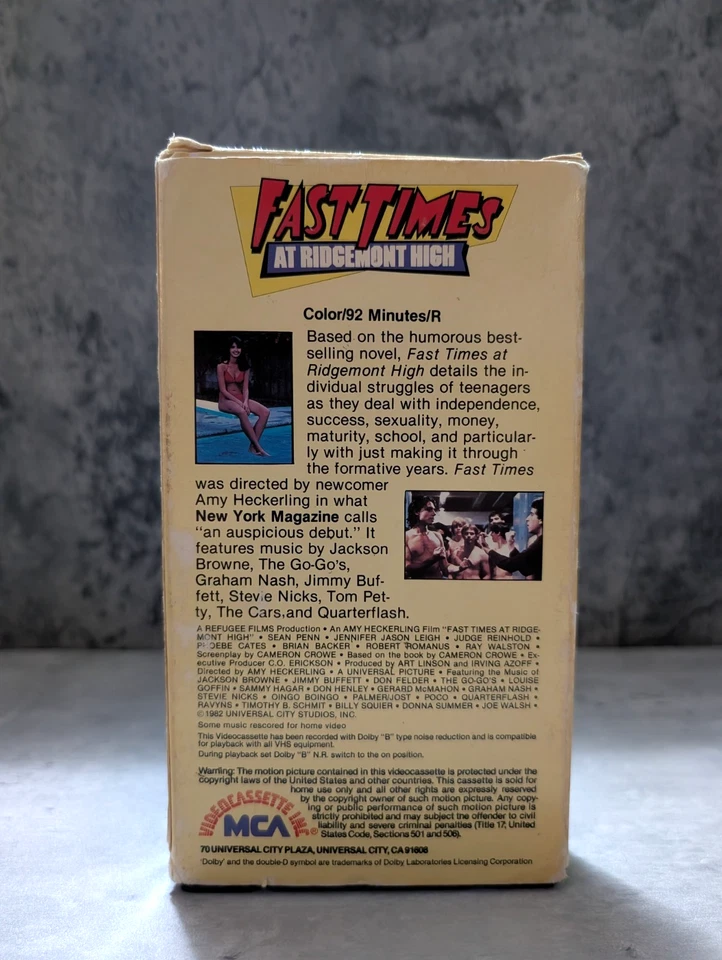 FAST TIMES
AT RIDGEMONT HIGH
Color/92 Minutes/R
Based on the humorous best-
selling novel, Fast Times at
Ridgemont High details the in-
dividual struggles of teenagers
as they deal with independence,
success, sexuality, money,
maturity, school, and particular-
ly with just making it through
the formative years. Fast Times
was directed by newcomer
Amy Heckerling in what
New York Magazine calls
"an auspicious debut." It
features music by Jackson
Browne, The Go-Go's,
Graham Nash, Jimmy Buf-
fett, Stevie Nicks, Tom Pet-
ty, The Cars,and Quarterflash.
A REFUGEE FILMS Production • An AMY HECKERLING Film "FAST TIMES AT RIDGE-
MONT HIGH" • SEAN PENN • JENNIFER JASON LEIGH • JUDGE REINHOLD •
PHOEBE CATES • BRIAN BACKER • ROBERT ROMANUS • RAY WALSTON •
Screenplay by CAMERON CROWE • Based on the book by CAMERON CROWE • Ex-
ecutive Producer C.O. ERICKSON • Produced by ART LINSON and IRVING AZOFF •
Directed by AMY HECKERLING • A UNIVERSAL PICTURE • Featuring the Music of
JACKSON BROWNE • JIMMY BUFFETT • DON FELDER • THE GO-GO'S • LOUISE
GOFFIN • SAMMY HAGAR • DON HENLEY • GERARD McMAHON • GRAHAM NASH •
STEVIE NICKS • OINGO BOINGO • PALMER/JOST • POCO • QUARTERFLASH •
RAVYNS • TIMOTHY B. SCHMIT • BILLY SQUIER • DONNA SUMMER • JOE WALSH •
©1982 UNIVERSAL CITY STUDIOS, INC.
Some music rescored for home video
This Videocassette has been recorded with Dolby "B" type noise reduction and is compatible
for playback with all VHS equipment.
During playback set Dolby "B" N.R. switch to the on position.
Warning: The motion picture contained in this videocassette is protected under the
copyright laws of the United States and other countries. This cassette is sold for
home use only and all other rights are expressly reserved
by the copyright owner of such motion picture. Any copy-
ing or public performance of such motion picture is
strictly prohibited and may subject the offender to civil
liability and severe criminal penalties (Title 17, United
States Code, Sections 501 and 506).
VIDEOCASSETTE INC
MCA®
70 UNIVERSAL CITY PLAZA, UNIVERSAL CITY, CA 91608
'Dolby' and the double-D symbol are trademarks of Dolby Laboratories Licensing Corporation